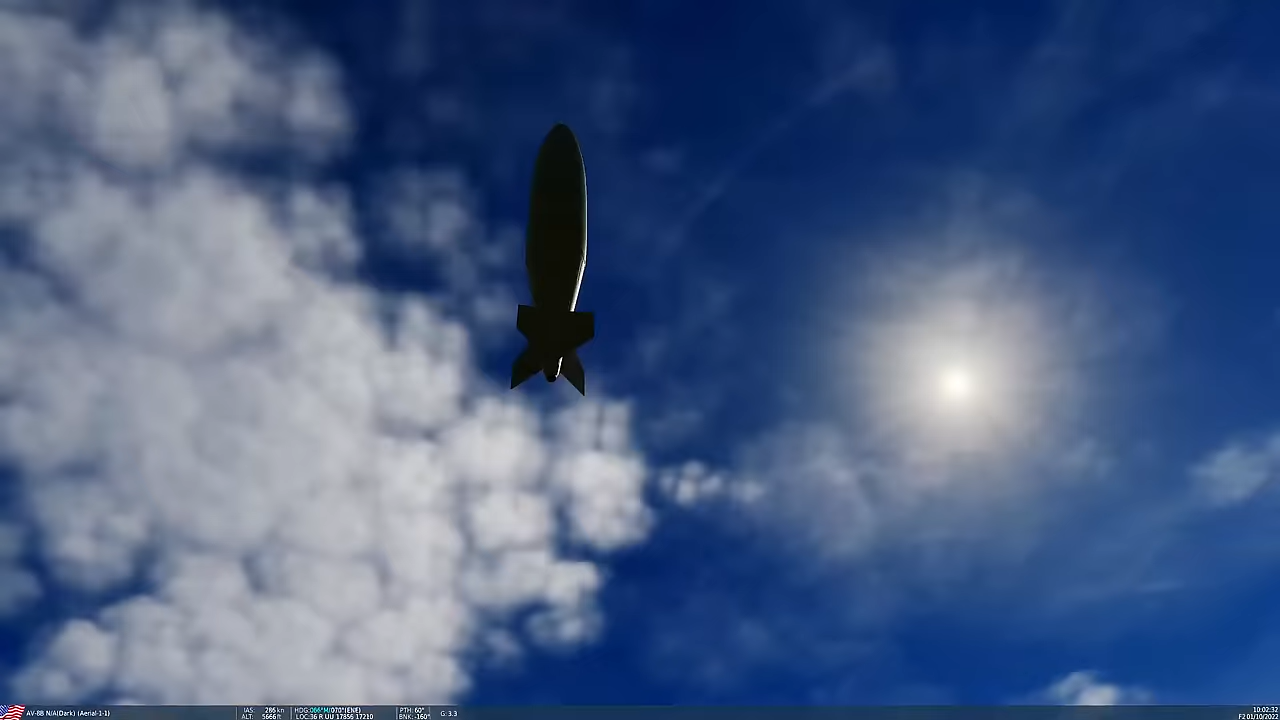 AV-8B N/A(Dark) (Aerial-1-1)
IAS: 286 kn
ALT: 5666 ft
HDG:066°M/070°(ENE)
LOC:36 R UU 17856 17210
PTH: 60°
BNK: -160°
G: 3.3
10:02:32